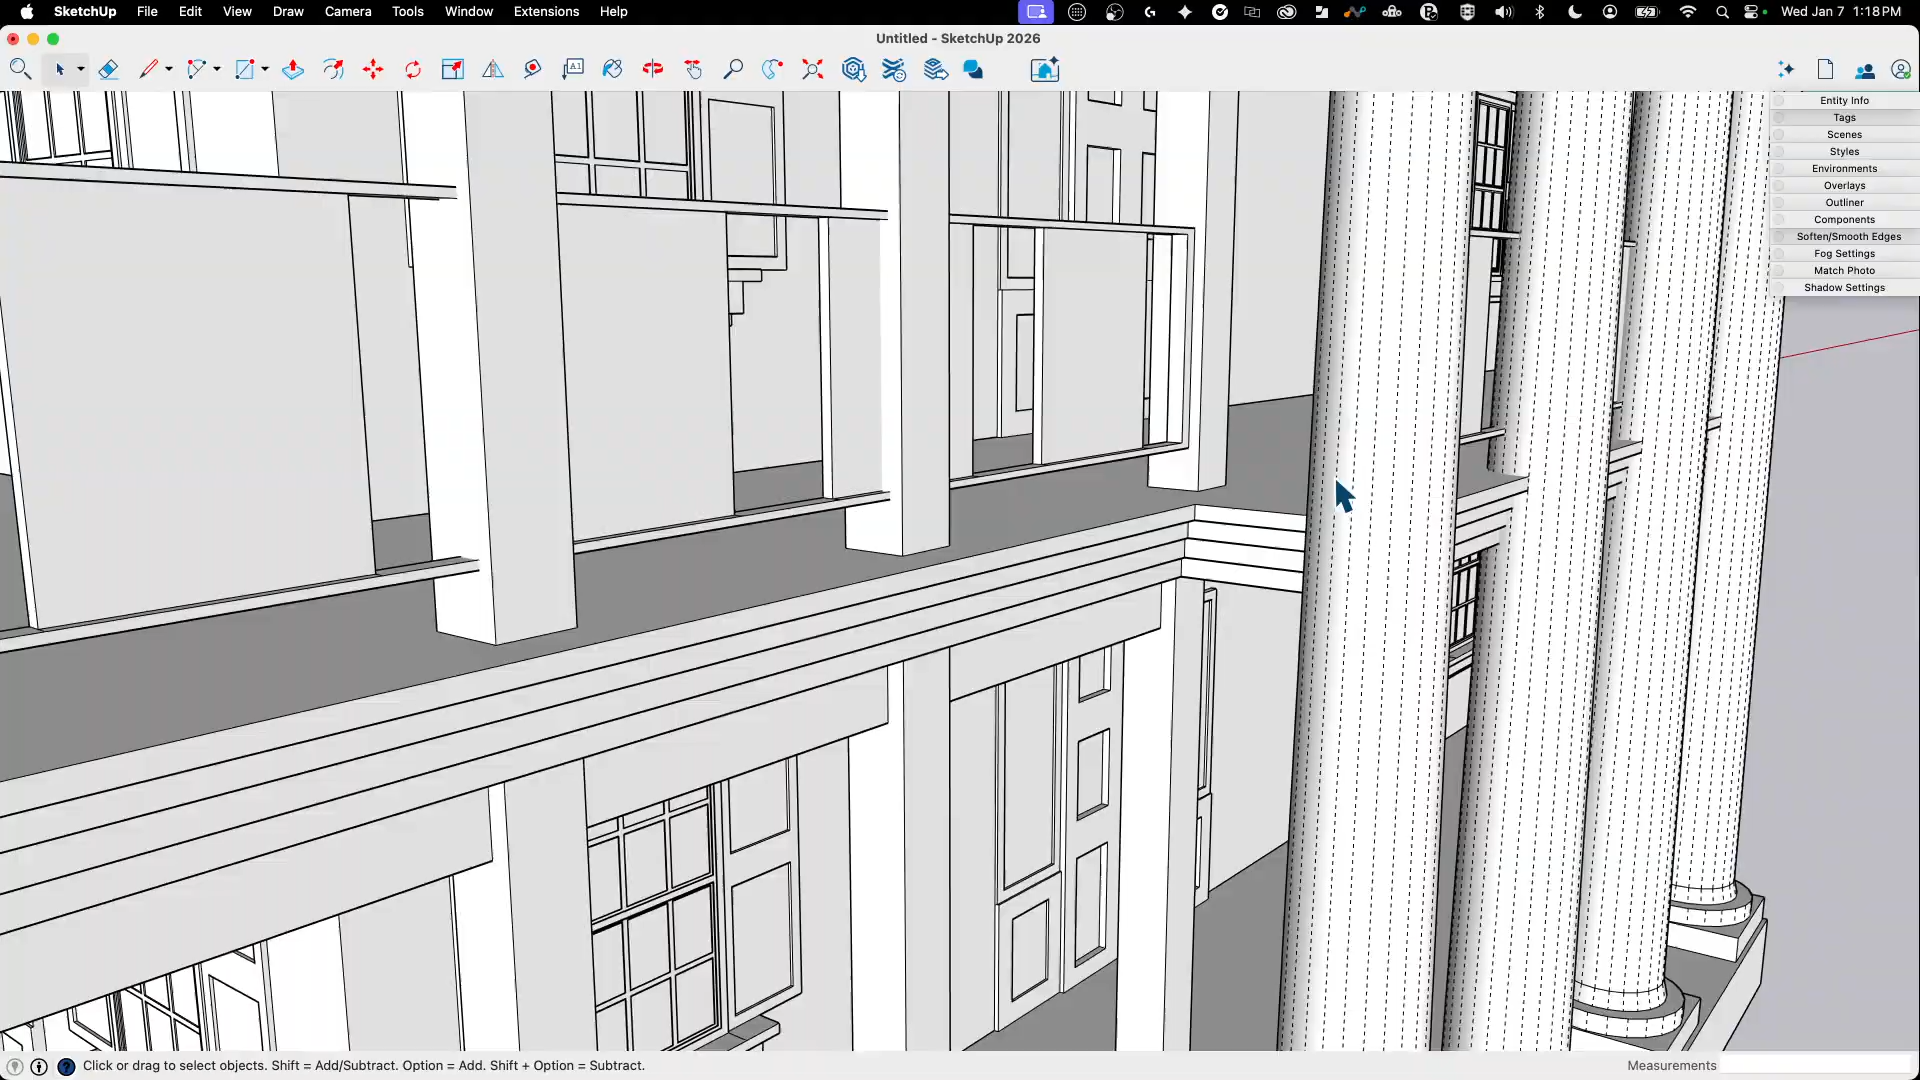 SketchUp File Edit View Draw Camera Tools Window Extensions Help Wed Jan 7 1:18 PM
Untitled - SketchUp 2026
A1
Entity Info
Tags
Scenes
Styles
Environments
Overlays
Outliner
Components
Soften/Smooth Edges
Fog Settings
Match Photo
Shadow Settings
Click or drag to select objects. Shift = Add/Subtract. Option = Add. Shift + Option = Subtract.
Measurements